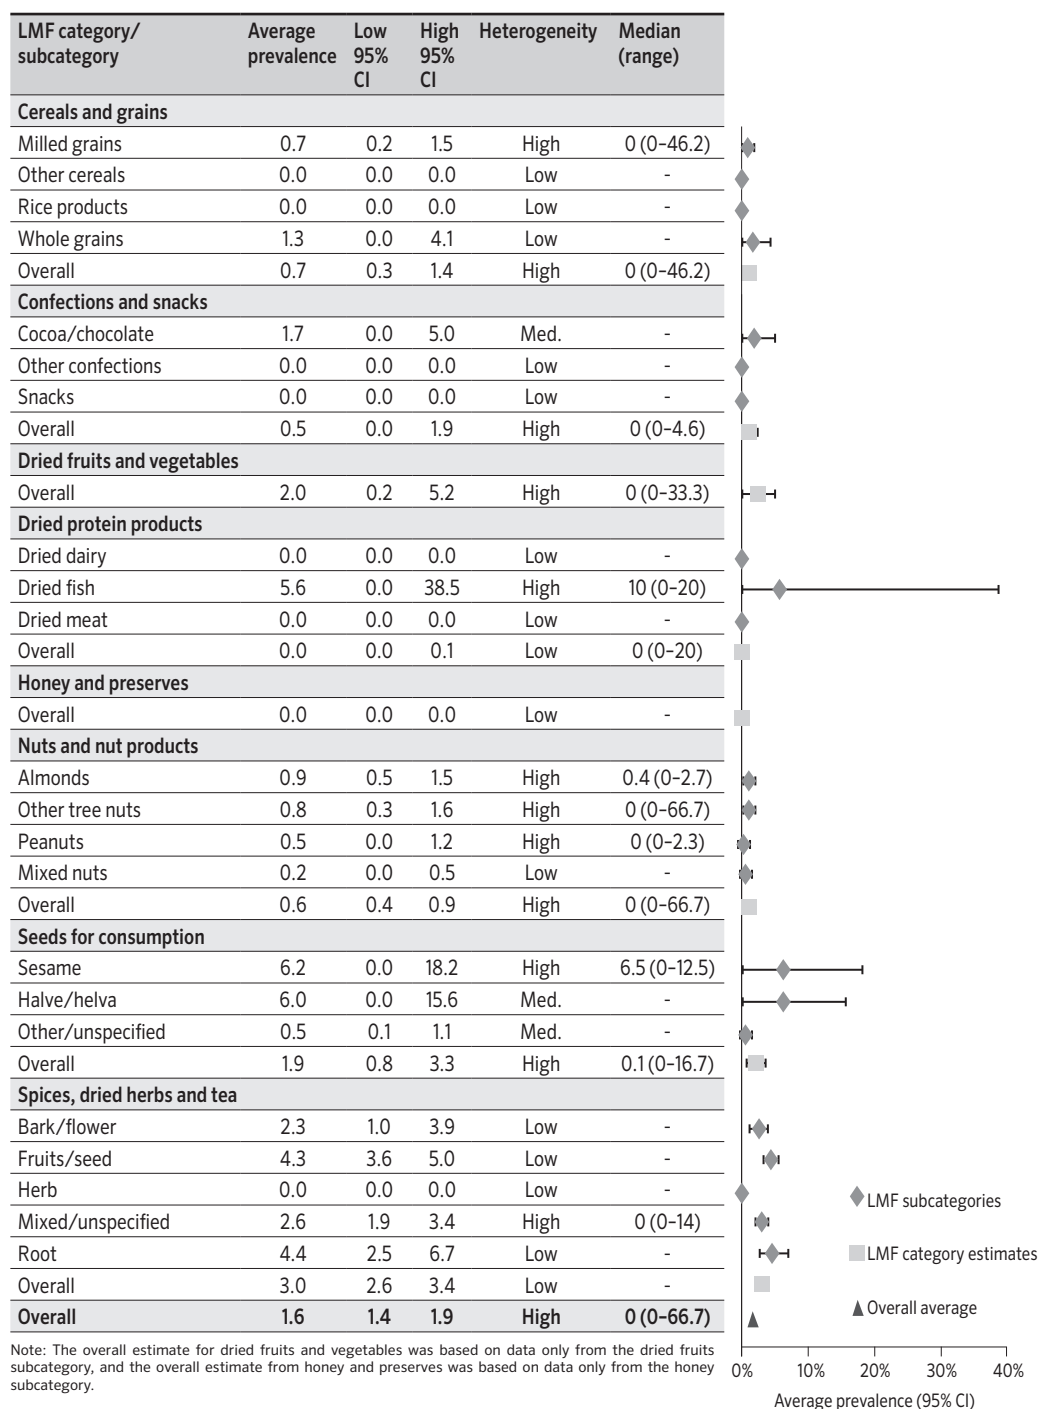 LMF category/ Average Low High Heterogeneity Median
subcategory prevalence 95% 95% (range)
CI CI
Cereals and grains
Milled grains 0.7 0.2 1.5 High 0 (0–46.2)
Other cereals 0.0 0.0 0.0 Low -
Rice products 0.0 0.0 0.0 Low -
Whole grains 1.3 0.0 4.1 Low -
Overall 0.7 0.3 1.4 High 0 (0–46.2)
Confections and snacks
Cocoa/chocolate 1.7 0.0 5.0 Med. -
Other confections 0.0 0.0 0.0 Low -
Snacks 0.0 0.0 0.0 Low -
Overall 0.5 0.0 1.9 High 0 (0–4.6)
Dried fruits and vegetables
Overall 2.0 0.2 5.2 High 0 (0–33.3)
Dried protein products
Dried dairy 0.0 0.0 0.0 Low -
Dried fish 5.6 0.0 38.5 High 10 (0–20)
Dried meat 0.0 0.0 0.0 Low -
Overall 0.0 0.0 0.1 Low 0 (0–20)
Honey and preserves
Overall 0.0 0.0 0.0 Low -
Nuts and nut products
Almonds 0.9 0.5 1.5 High 0.4 (0–2.7)
Other tree nuts 0.8 0.3 1.6 High 0 (0–66.7)
Peanuts 0.5 0.0 1.2 High 0 (0–2.3)
Mixed nuts 0.2 0.0 0.5 Low -
Overall 0.6 0.4 0.9 High 0 (0–66.7)
Seeds for consumption
Sesame 6.2 0.0 18.2 High 6.5 (0–12.5)
Halve/helva 6.0 0.0 15.6 Med. -
Other/unspecified 0.5 0.1 1.1 Med. -
Overall 1.9 0.8 3.3 High 0.1 (0–16.7)
Spices, dried herbs and tea
Bark/flower 2.3 1.0 3.9 Low -
Fruits/seed 4.3 3.6 5.0 Low -
Herb 0.0 0.0 0.0 Low -
Mixed/unspecified 2.6 1.9 3.4 High 0 (0–14)
Root 4.4 2.5 6.7 Low -
Overall 3.0 2.6 3.4 Low -
Overall 1.6 1.4 1.9 High 0 (0–66.7)
LMF subcategories
LMF category estimates
Overall average
0% 10% 20% 30% 40%
Average prevalence (95% CI)
Note: The overall estimate for dried fruits and vegetables was based on data only from the dried fruits
subcategory, and the overall estimate from honey and preserves was based on data only from the honey
subcategory.